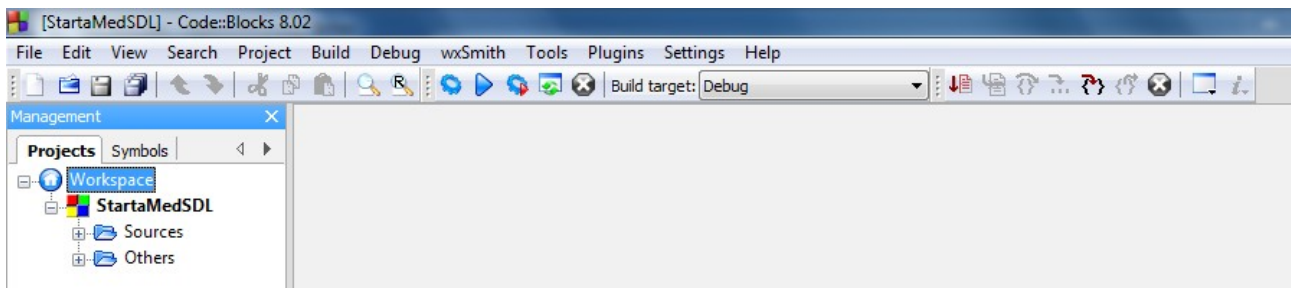 [StartaMedSDL] - Code::Blocks 8.02
File Edit View Search Project Build Debug wxSmith Tools Plugins Settings Help
Build target: Debug
Management
Projects Symbols
Workspace
StartaMedSDL
Sources
Others